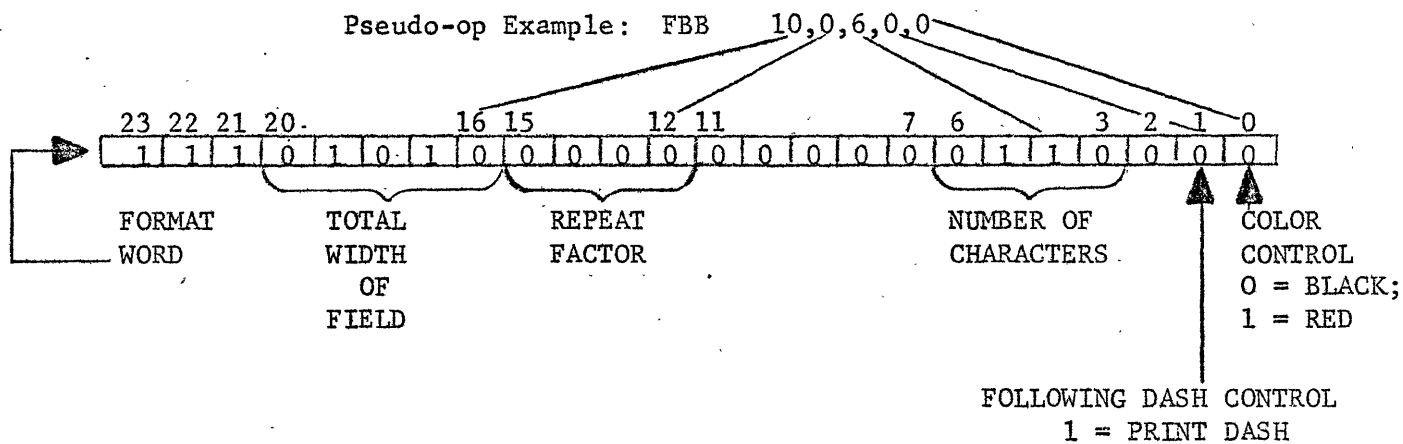 Pseudo-op Example: FBB 10,0,6,0,0
23 22 21 20 16 15 12 11 7 6 3 2 1 0
1 1 1 0 1 0 1 0 0 0 0 0 0 0 0 0 0 0 1 1 0 0 0 0
FORMAT TOTAL REPEAT NUMBER OF COLOR
WORD WIDTH FACTOR CHARACTERS CONTROL
OF 0 = BLACK;
FIELD 1 = RED
FOLLOWING DASH CONTROL
1 = PRINT DASH